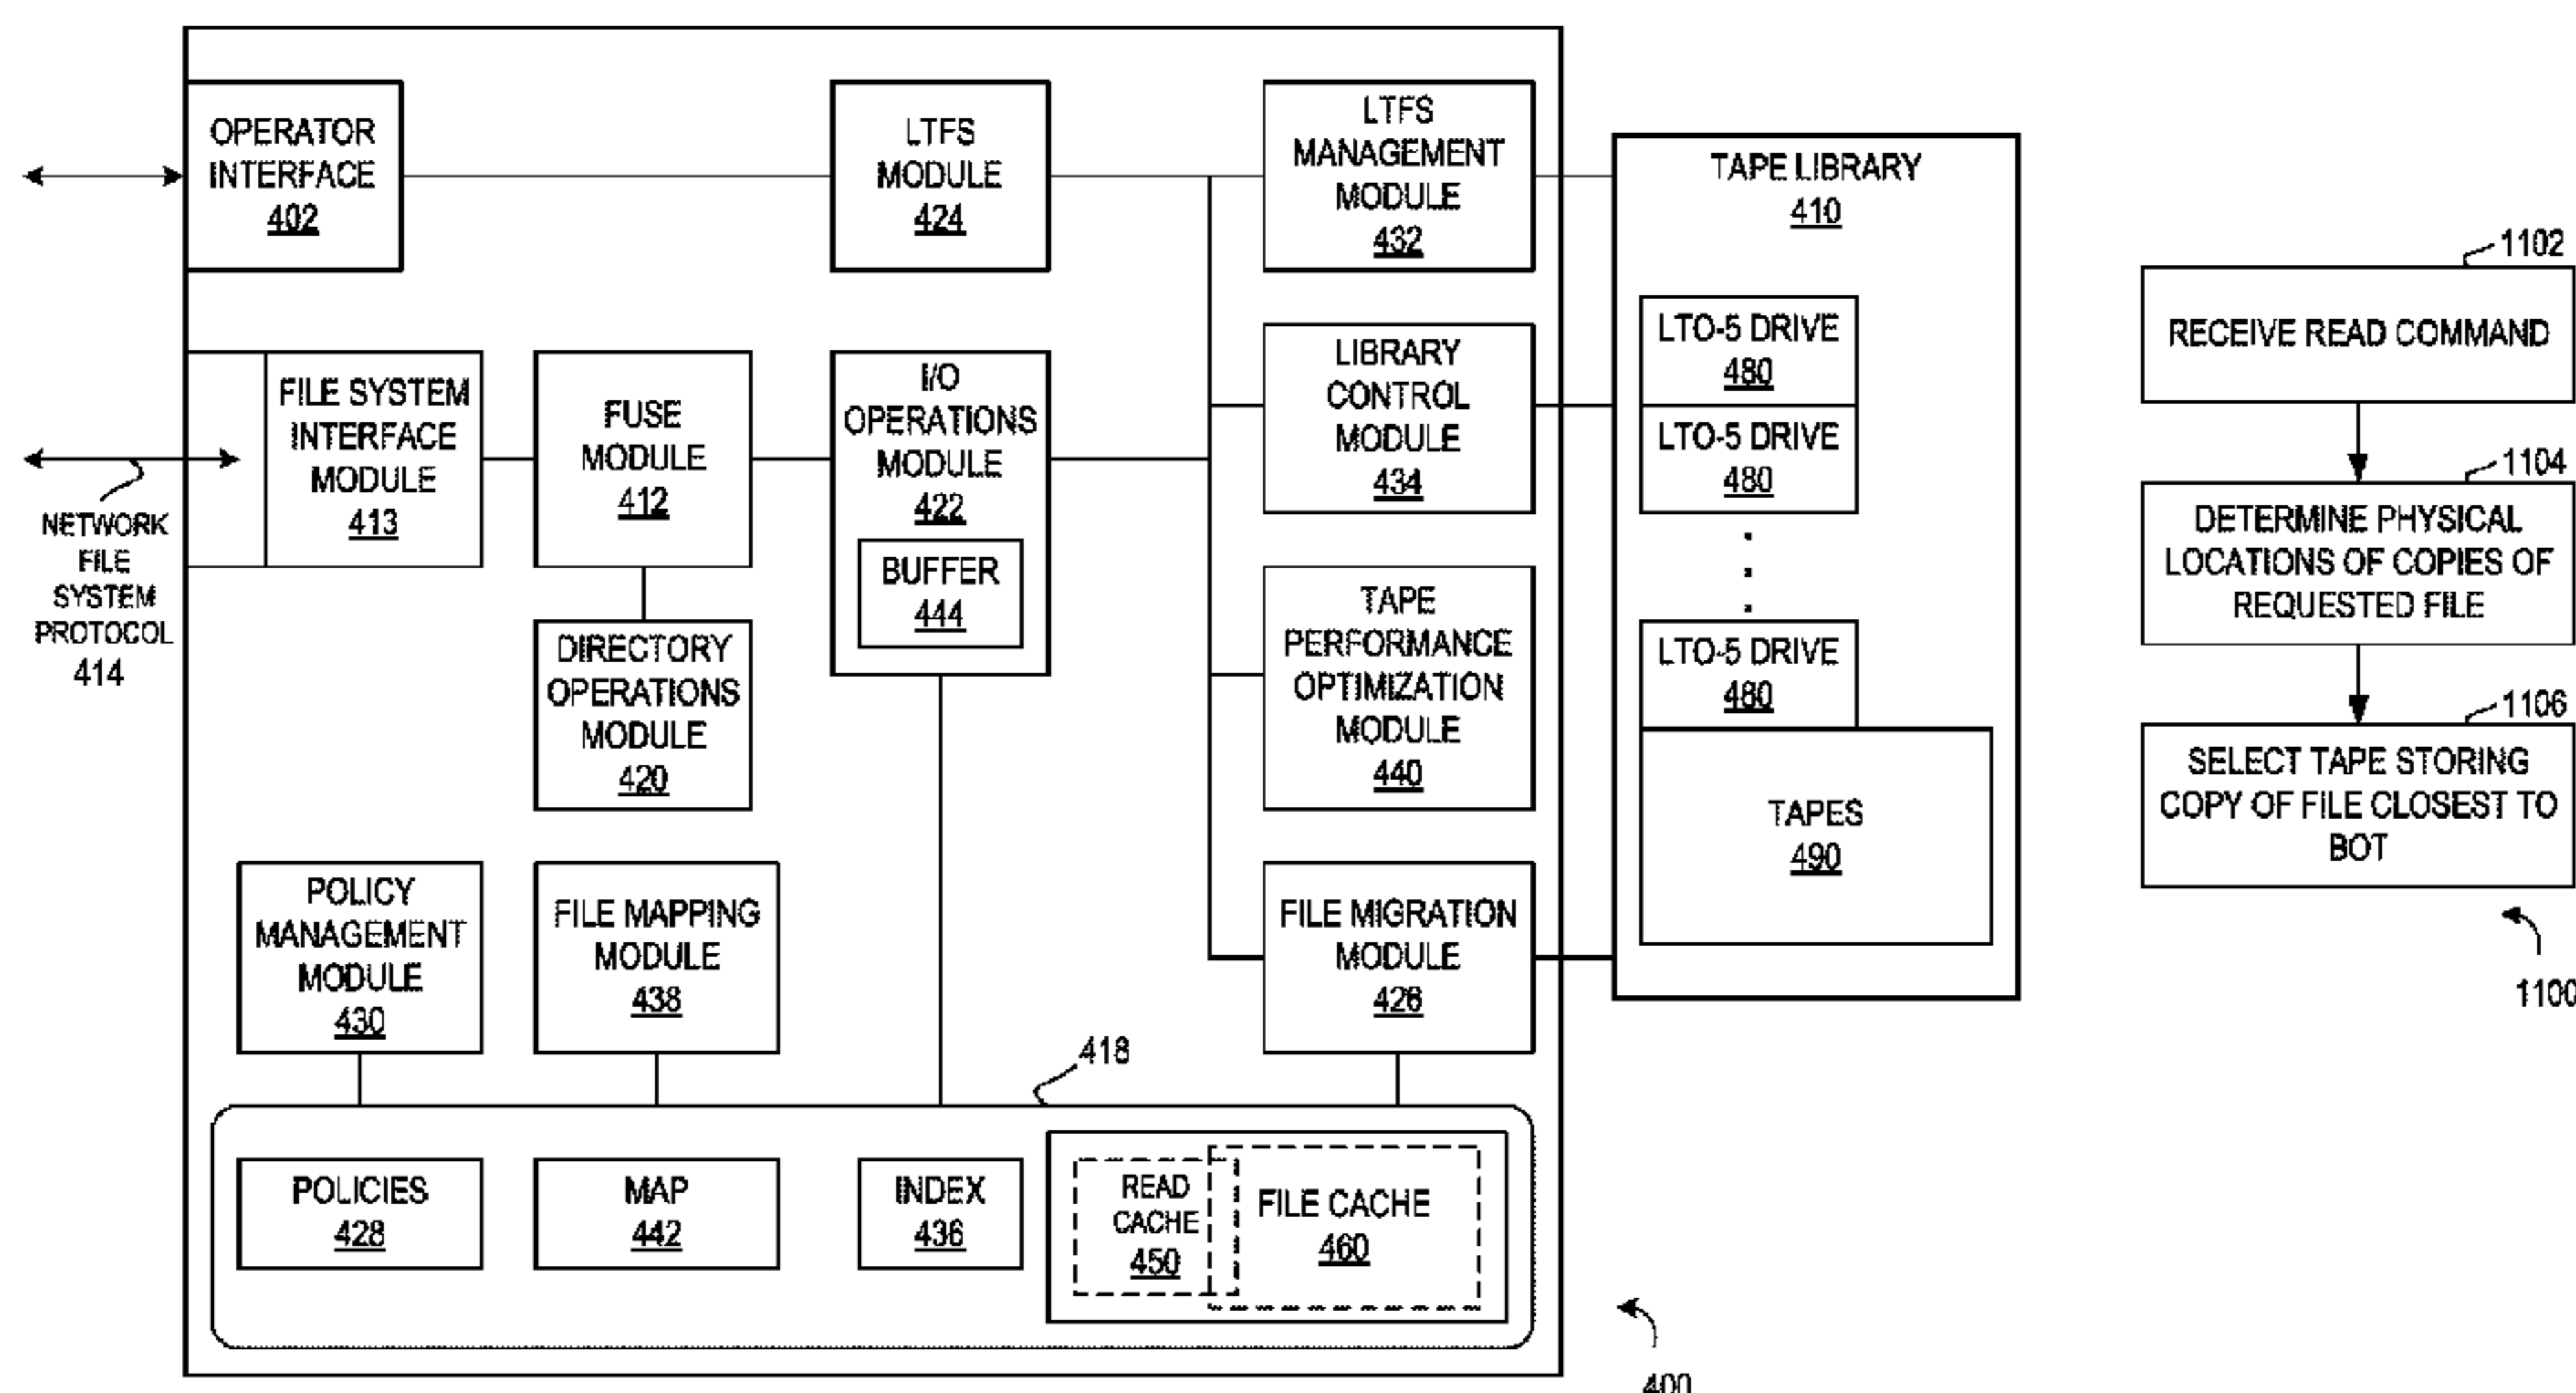 OPERATOR
INTERFACE
402
LTFS
MODULE
424
LTFS
MANAGEMENT
MODULE
432
TAPE LIBRARY
410
FILE SYSTEM
INTERFACE
MODULE
413
NETWORK
FILE
SYSTEM
PROTOCOL
414
FUSE
MODULE
412
I/O
OPERATIONS
MODULE
422
BUFFER
444
LIBRARY
CONTROL
MODULE
434
LTO-5 DRIVE
480
LTO-5 DRIVE
480
LTO-5 DRIVE
480
DIRECTORY
OPERATIONS
MODULE
420
TAPE
PERFORMANCE
OPTIMIZATION
MODULE
440
TAPES
490
POLICY
MANAGEMENT
MODULE
430
FILE MAPPING
MODULE
438
FILE MIGRATION
MODULE
426
418
POLICIES
428
MAP
442
INDEX
436
READ
CACHE
450
FILE CACHE
460
400
1102
RECEIVE READ COMMAND
1104
DETERMINE PHYSICAL
LOCATIONS OF COPIES OF
REQUESTED FILE
1106
SELECT TAPE STORING
COPY OF FILE CLOSEST TO
BOT
1100